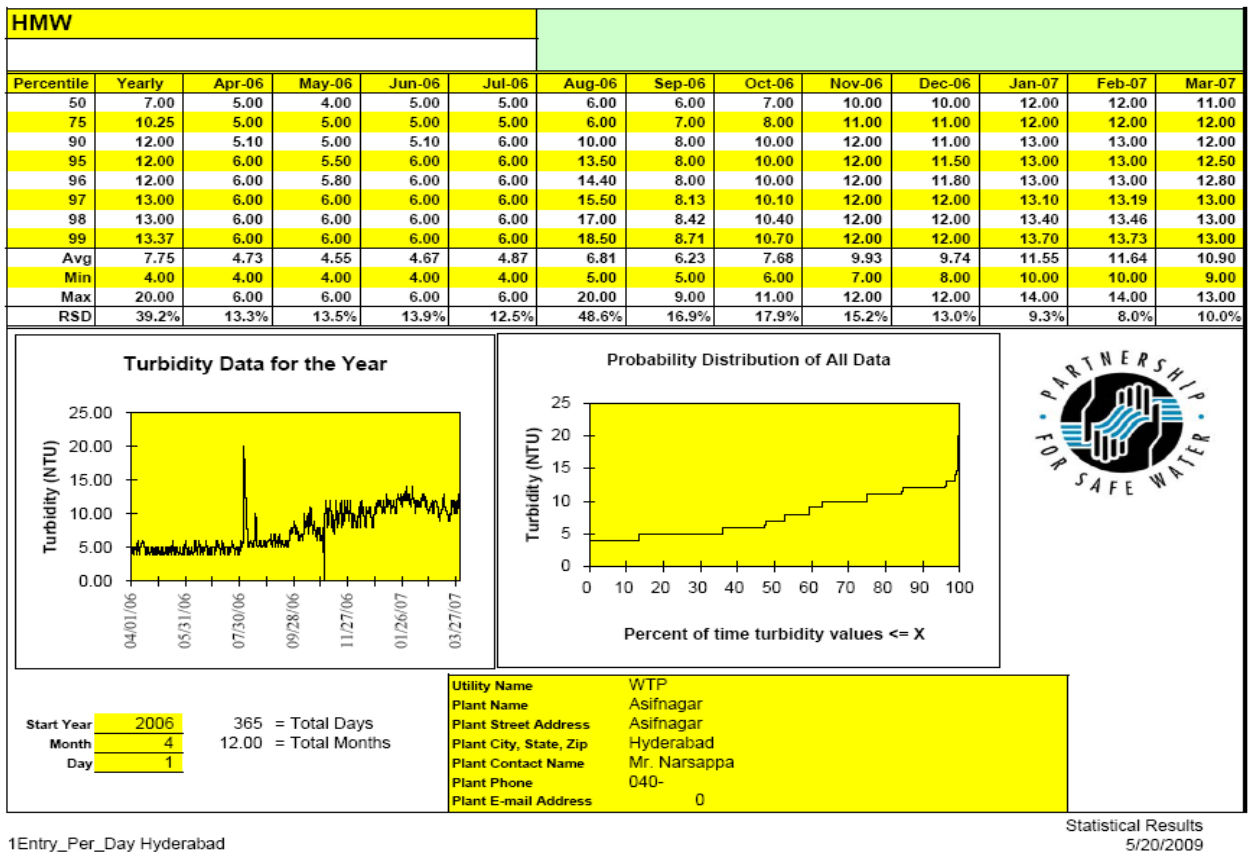 HMW
Percentile Yearly Apr-06 May-06 Jun-06 Jul-06 Aug-06 Sep-06 Oct-06 Nov-06 Dec-06 Jan-07 Feb-07 Mar-07
50 7.00 5.00 4.00 5.00 5.00 6.00 6.00 7.00 10.00 10.00 12.00 12.00 11.00
75 10.25 5.00 5.00 5.00 5.00 6.00 7.00 8.00 11.00 11.00 12.00 12.00 12.00
90 12.00 5.10 5.00 5.10 6.00 10.00 8.00 10.00 12.00 11.00 13.00 13.00 12.00
95 12.00 6.00 5.50 6.00 6.00 13.50 8.00 10.00 12.00 11.50 13.00 13.00 12.50
96 12.00 6.00 5.80 6.00 6.00 14.40 8.00 10.00 12.00 11.80 13.00 13.00 12.80
97 13.00 6.00 6.00 6.00 6.00 15.50 8.13 10.10 12.00 12.00 13.10 13.19 13.00
98 13.00 6.00 6.00 6.00 6.00 17.00 8.42 10.40 12.00 12.00 13.40 13.46 13.00
99 13.37 6.00 6.00 6.00 6.00 18.50 8.71 10.70 12.00 12.00 13.70 13.73 13.00
Avg 7.75 4.73 4.55 4.67 4.87 6.81 6.23 7.68 9.93 9.74 11.55 11.64 10.90
Min 4.00 4.00 4.00 4.00 4.00 5.00 5.00 6.00 7.00 8.00 10.00 10.00 9.00
Max 20.00 6.00 6.00 6.00 6.00 20.00 9.00 11.00 12.00 12.00 14.00 14.00 13.00
RSD 39.2% 13.3% 13.5% 13.9% 12.5% 48.6% 16.9% 17.9% 15.2% 13.0% 9.3% 8.0% 10.0%
Turbidity Data for the Year
Turbidity (NTU)
25.00
20.00
15.00
10.00
5.00
0.00
04/01/06 05/31/06 07/30/06 09/28/06 11/27/06 01/26/07 03/27/07
Probability Distribution of All Data
Turbidity (NTU)
25
20
15
10
5
0
0 10 20 30 40 50 60 70 80 90 100
Percent of time turbidity values <= X
PARTNERSHIP
FOR SAFE WATER
Start Year 2006 365 = Total Days
Month 4 12.00 = Total Months
Day 1
Utility Name WTP
Plant Name Asifnagar
Plant Street Address Asifnagar
Plant City, State, Zip Hyderabad
Plant Contact Name Mr. Narsappa
Plant Phone 040-
Plant E-mail Address 0
Statistical Results
1Entry_Per_Day Hyderabad 5/20/2009